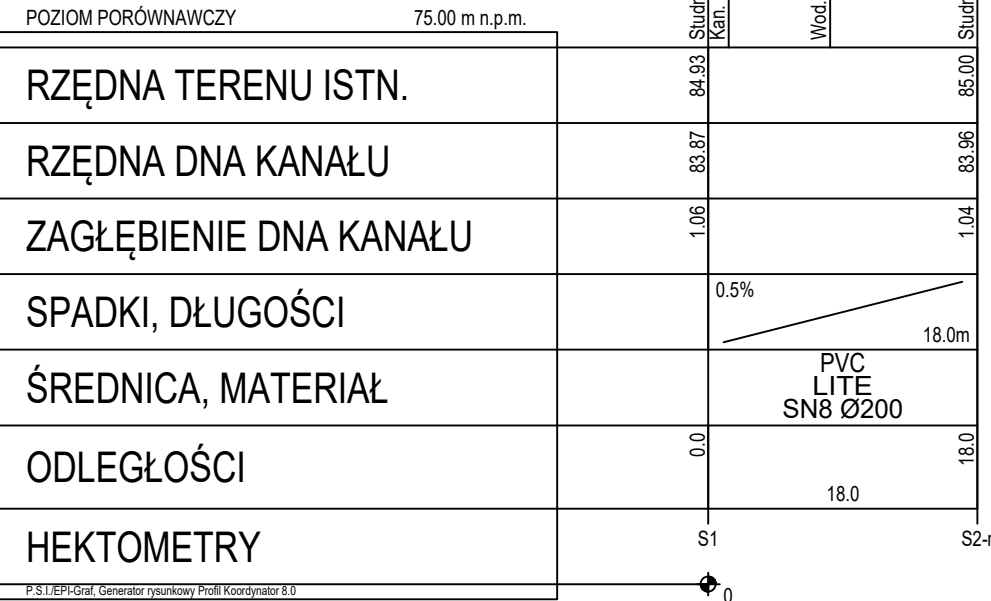 POZIOM PORÓWNAWCZY 75.00 m n.p.m.
Kan.
Wod.
RZĘDNA TERENU ISTN. 84.93 85.00
RZĘDNA DNA KANAŁU 83.87 83.96
ZAGŁĘBIENIE DNA KANAŁU 1.06 1.04
SPADKI, DŁUGOŚCI 0.5% 18.0m
ŚREDNICA, MATERIAŁ
PVC
LITE
SN8 Ø200
ODLEGŁOŚCI 0.0 18.0
18.0
HEKTOMETRY
S1
P.S.I./EPI-Graf, Generator rysunkowy Profil Koordynator 8.0
0